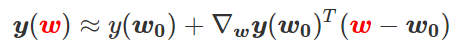 y(w) ≈ y(w₀) + ∇_w y(w₀)ᵀ(w − w₀)